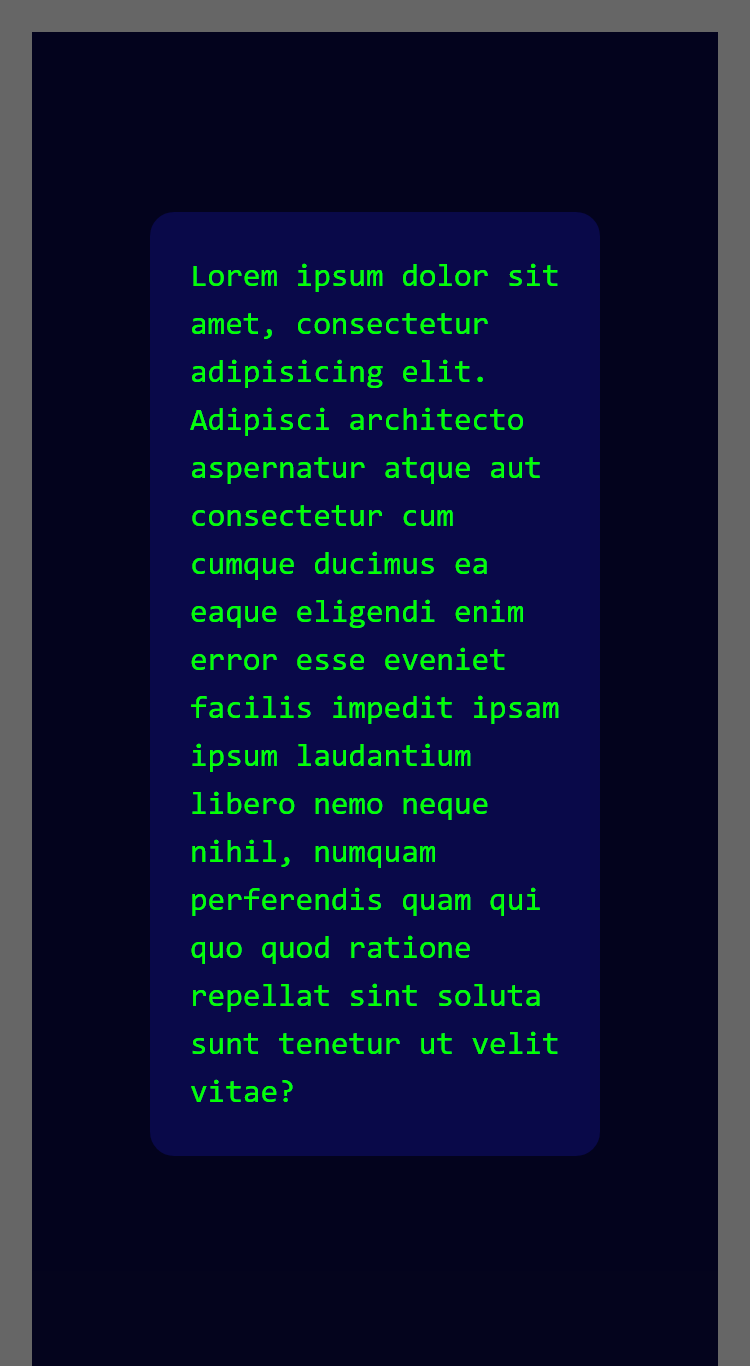 Lorem ipsum dolor sit
amet, consectetur
adipisicing elit.
Adipisci architecto
aspernatur atque aut
consectetur cum
cumque ducimus ea
eaque eligendi enim
error esse eveniet
facilis impedit ipsam
ipsum laudantium
libero nemo neque
nihil, numquam
perferendis quam qui
quo quod ratione
repellat sint soluta
sunt tenetur ut velit
vitae?